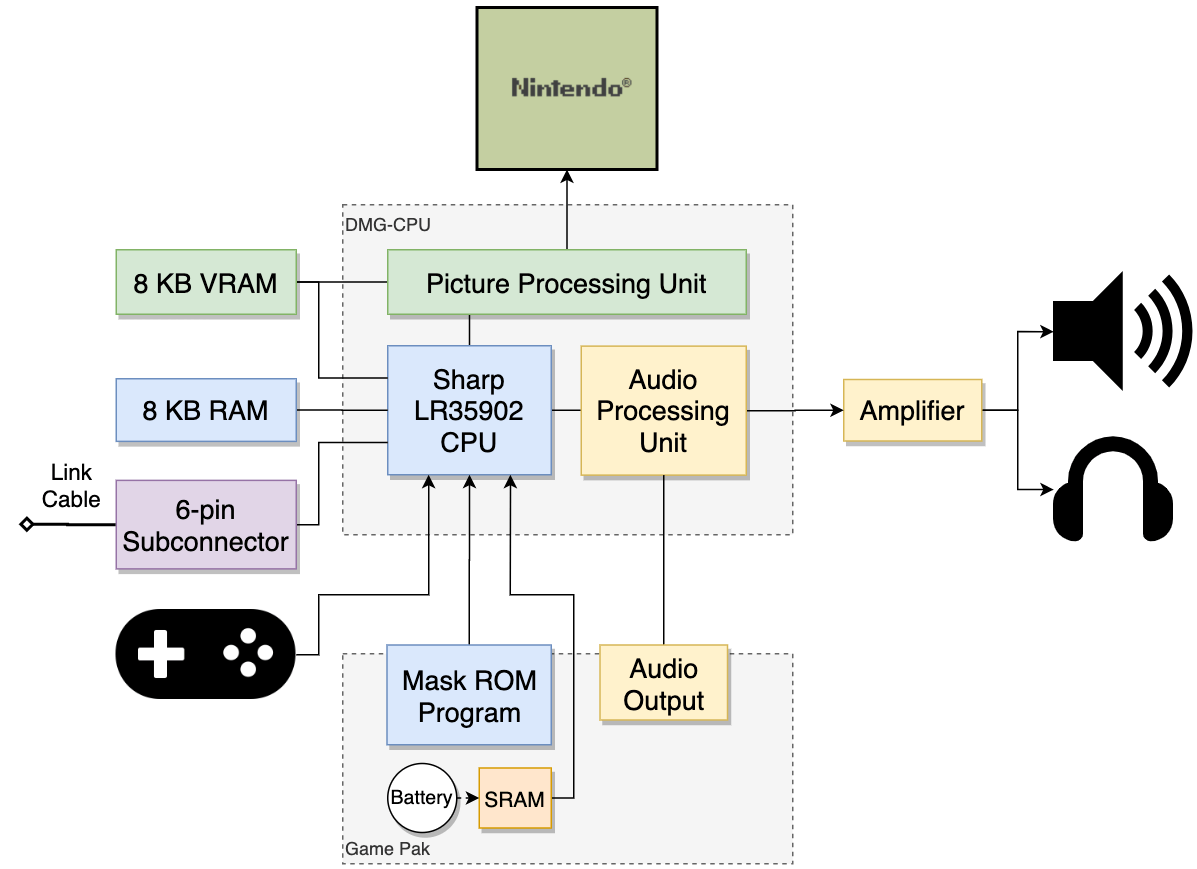 Nintendo®
DMG-CPU
8 KB VRAM
Picture Processing Unit
8 KB RAM
Sharp
LR35902
CPU
Audio
Processing
Unit
Amplifier
Link
Cable
6-pin
Subconnector
Mask ROM
Program
Audio
Output
Battery
SRAM
Game Pak